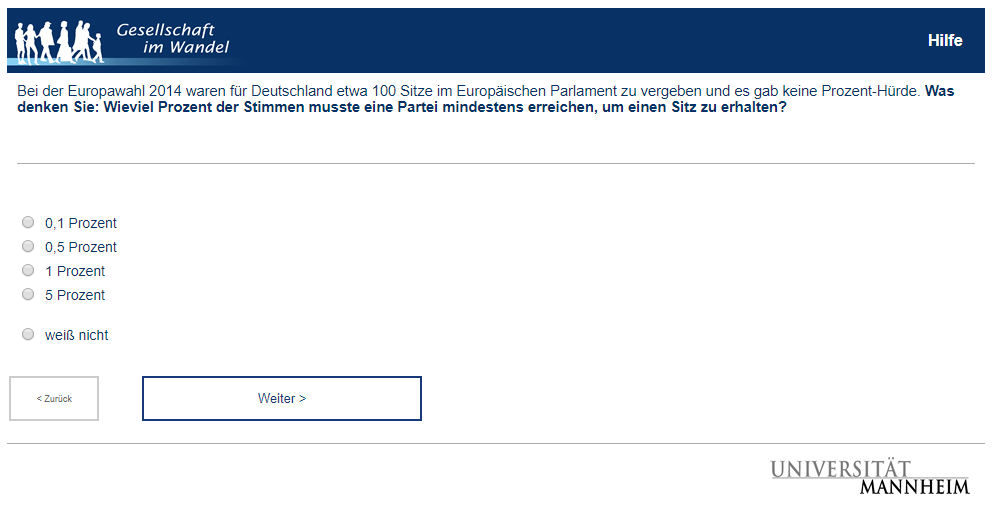 Gesellschaft
im Wandel
Hilfe
Bei der Europawahl 2014 waren für Deutschland etwa 100 Sitze im Europäischen Parlament zu vergeben und es gab keine Prozent-Hürde. Was
denken Sie: Wieviel Prozent der Stimmen musste eine Partei mindestens erreichen, um einen Sitz zu erhalten?
0,1 Prozent
0,5 Prozent
1 Prozent
5 Prozent
weiß nicht
< Zurück
Weiter >
UNIVERSITÄT
MANNHEIM